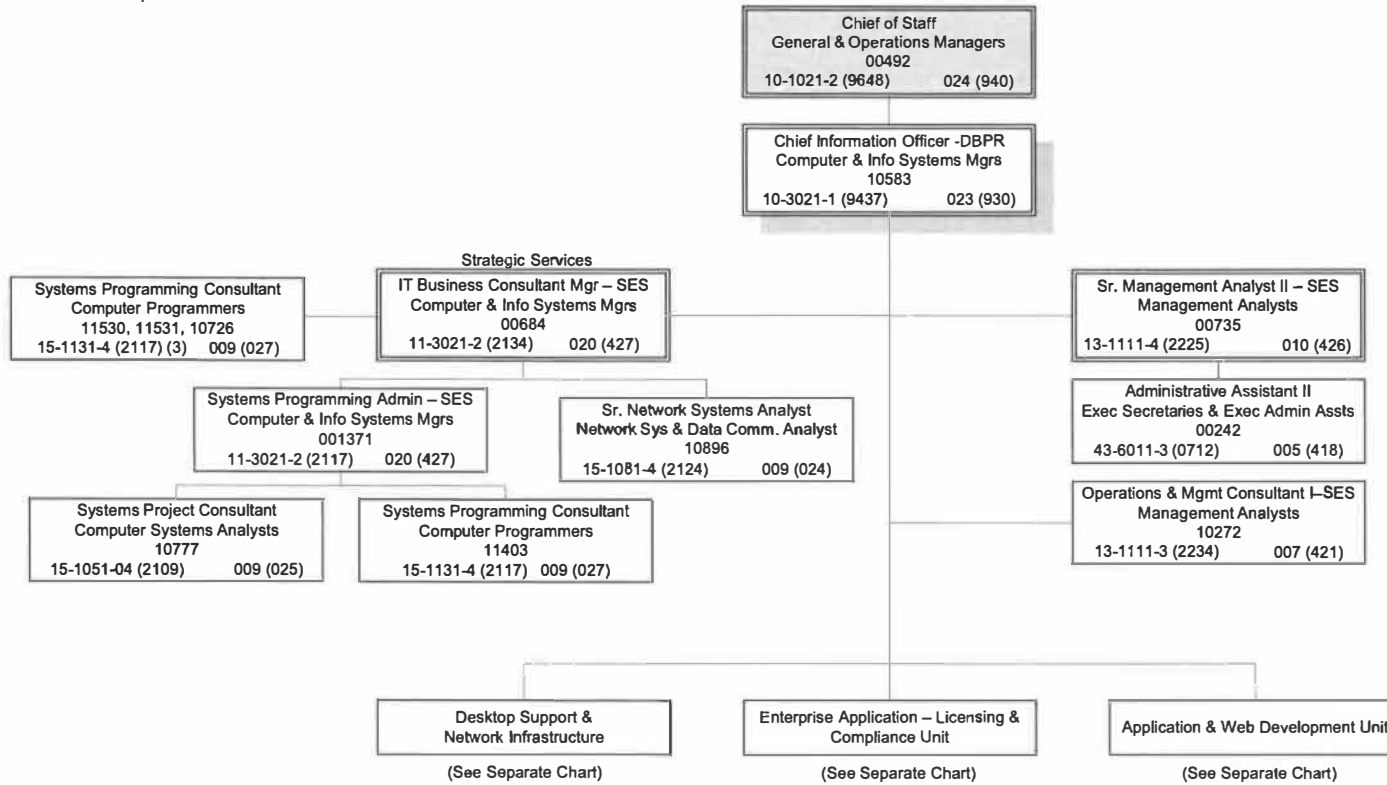 Chief of Staff
General & Operations Managers
00492
10-1021-2 (9648) 024 (940)
Chief Information Officer -DBPR
Computer & Info Systems Mgrs
10583
10-3021-1 (9437) 023 (930)
Strategic Services
Systems Programming Consultant
Computer Programmers
11530, 11531, 10726
15-1131-4 (2117) (3) 009 (027)
IT Business Consultant Mgr – SES
Computer & Info Systems Mgrs
00684
11-3021-2 (2134) 020 (427)
Sr. Management Analyst II – SES
Management Analysts
00735
13-1111-4 (2225) 010 (426)
Systems Programming Admin – SES
Computer & Info Systems Mgrs
001371
11-3021-2 (2117) 020 (427)
Sr. Network Systems Analyst
Network Sys & Data Comm. Analyst
10896
15-1081-4 (2124) 009 (024)
Administrative Assistant II
Exec Secretaries & Exec Admin Assts
00242
43-6011-3 (0712) 005 (418)
Systems Project Consultant
Computer Systems Analysts
10777
15-1051-04 (2109) 009 (025)
Systems Programming Consultant
Computer Programmers
11403
15-1131-4 (2117) 009 (027)
Operations & Mgmt Consultant I–SES
Management Analysts
10272
13-1111-3 (2234) 007 (421)
Desktop Support &
Network Infrastructure
(See Separate Chart)
Enterprise Application – Licensing &
Compliance Unit
(See Separate Chart)
Application & Web Development Unit
(See Separate Chart)